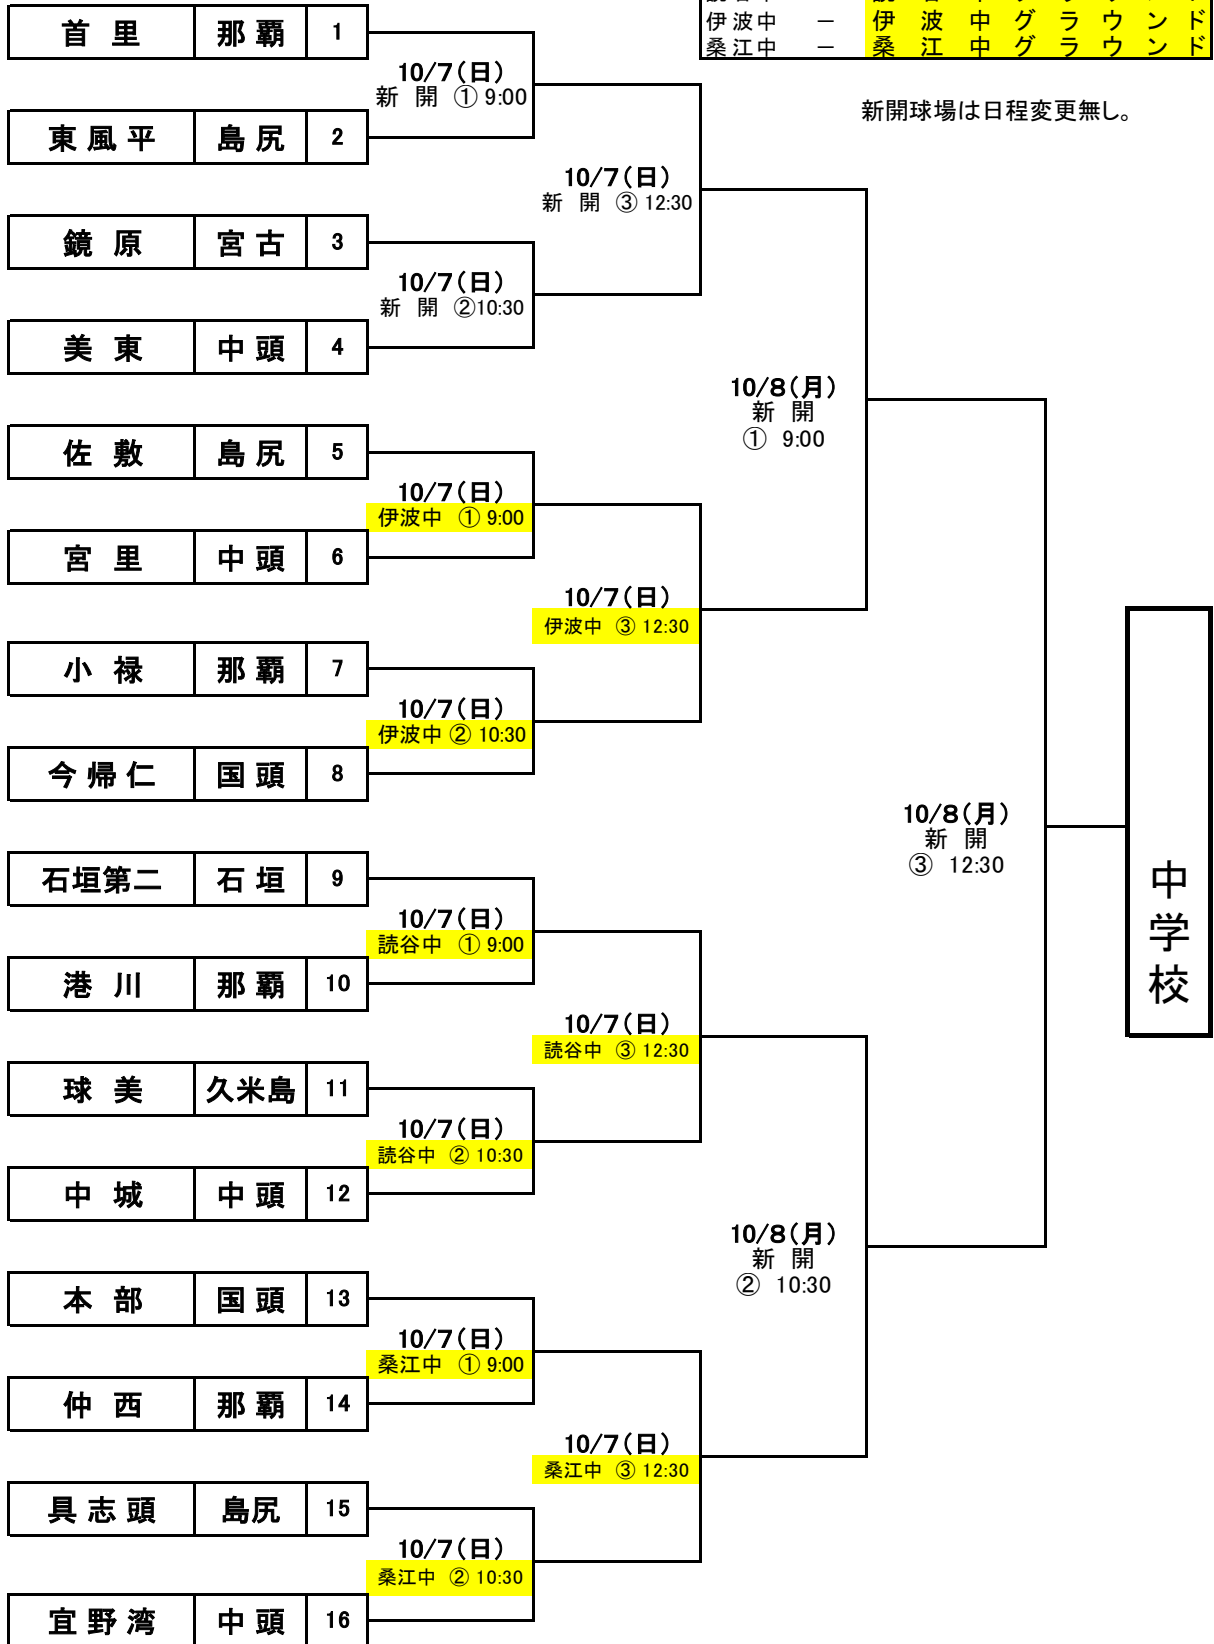 伊波中 － 伊波中グラウンド
桑江中 － 桑江中グラウンド
新開球場は日程変更無し。
首里 那覇 1
10/7(日)
新開 ① 9:00
東風平 島尻 2
10/7(日)
新開 ③ 12:30
鏡原 宮古 3
10/7(日)
新開 ②10:30
美東 中頭 4
10/8(月)
新開
① 9:00
佐敷 島尻 5
10/7(日)
伊波中 ① 9:00
宮里 中頭 6
10/7(日)
伊波中 ③ 12:30
小禄 那覇 7
10/7(日)
伊波中 ② 10:30
今帰仁 国頭 8
10/8(月)
新開
③ 12:30
中学校
石垣第二 石垣 9
10/7(日)
読谷中 ① 9:00
港川 那覇 10
10/7(日)
読谷中 ③ 12:30
球美 久米島 11
10/7(日)
読谷中 ② 10:30
中城 中頭 12
10/8(月)
新開
② 10:30
本部 国頭 13
10/7(日)
桑江中 ① 9:00
仲西 那覇 14
10/7(日)
桑江中 ③ 12:30
具志頭 島尻 15
10/7(日)
桑江中 ② 10:30
宜野湾 中頭 16